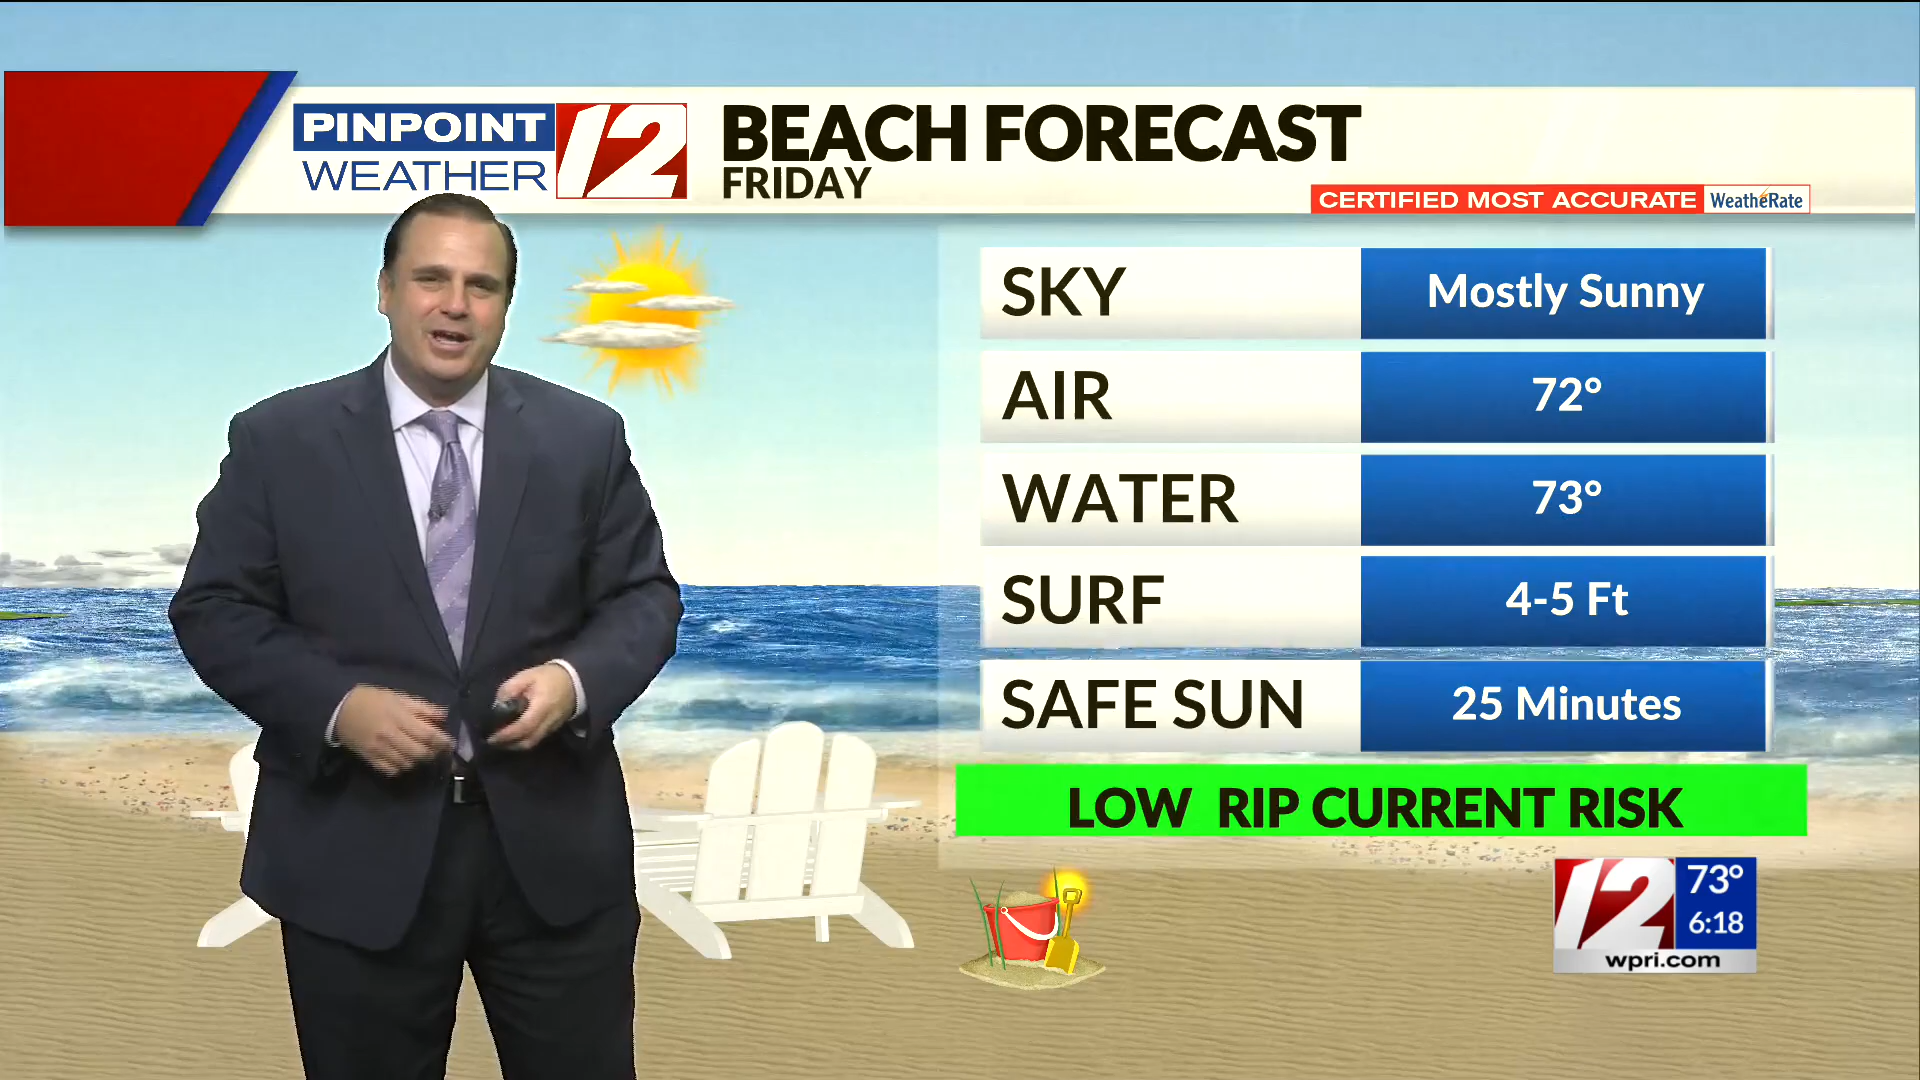 PINPOINT
WEATHER
12
BEACH FORECAST
FRIDAY
CERTIFIED MOST ACCURATE WeatheRate
SKY Mostly Sunny
AIR 72°
WATER 73°
SURF 4-5 Ft
SAFE SUN 25 Minutes
LOW RIP CURRENT RISK
12 73°
6:18
wpri.com